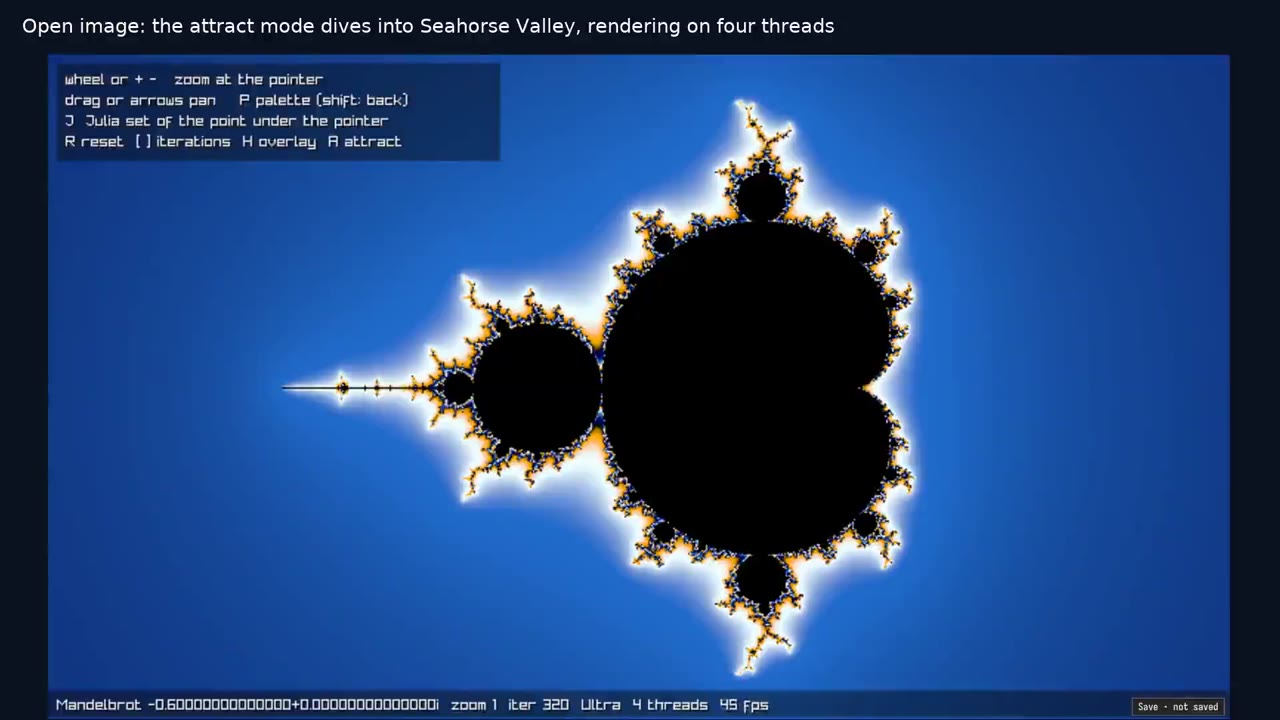 Open image: the attract mode dives into Seahorse Valley, rendering on four threads
wheel or + - zoom at the pointer
drag or arrows pan P palette (shift: back)
J Julia set of the point under the pointer
R reset [ ] iterations H overlay A attract
Mandelbrot -0.60000000000000+0.00000000000000i zoom 1 iter 320 Ultra 4 threads 45 fps
Save - not saved